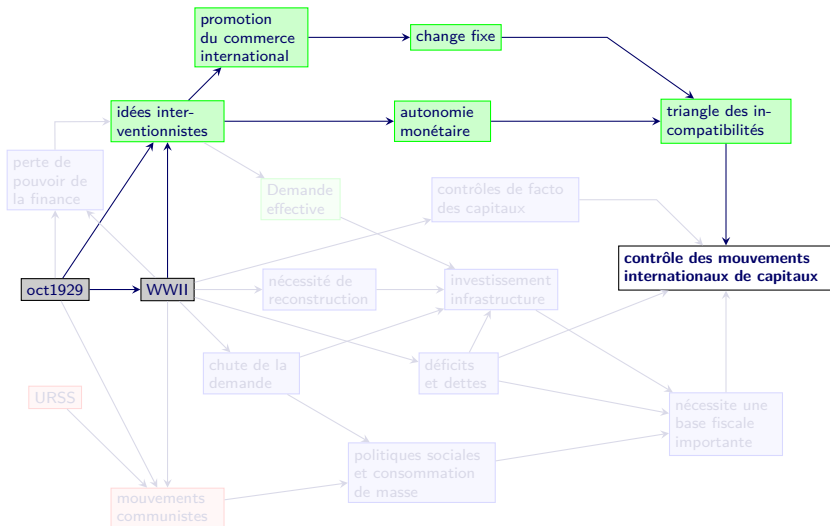 promotion
du commerce
international
change fixe
idées inter-
ventionnistes
autonomie
monétaire
triangle des in-
compatibilités
perte de
pouvoir de
la finance
Demande
effective
contrôles de facto
des capitaux
contrôle des mouvements
internationaux de capitaux
oct1929
WWII
nécessité de
reconstruction
investissement
infrastructure
chute de la
demande
déficits
et dettes
URSS
nécessite une
base fiscale
importante
politiques sociales
et consommation
de masse
mouvements
communistes